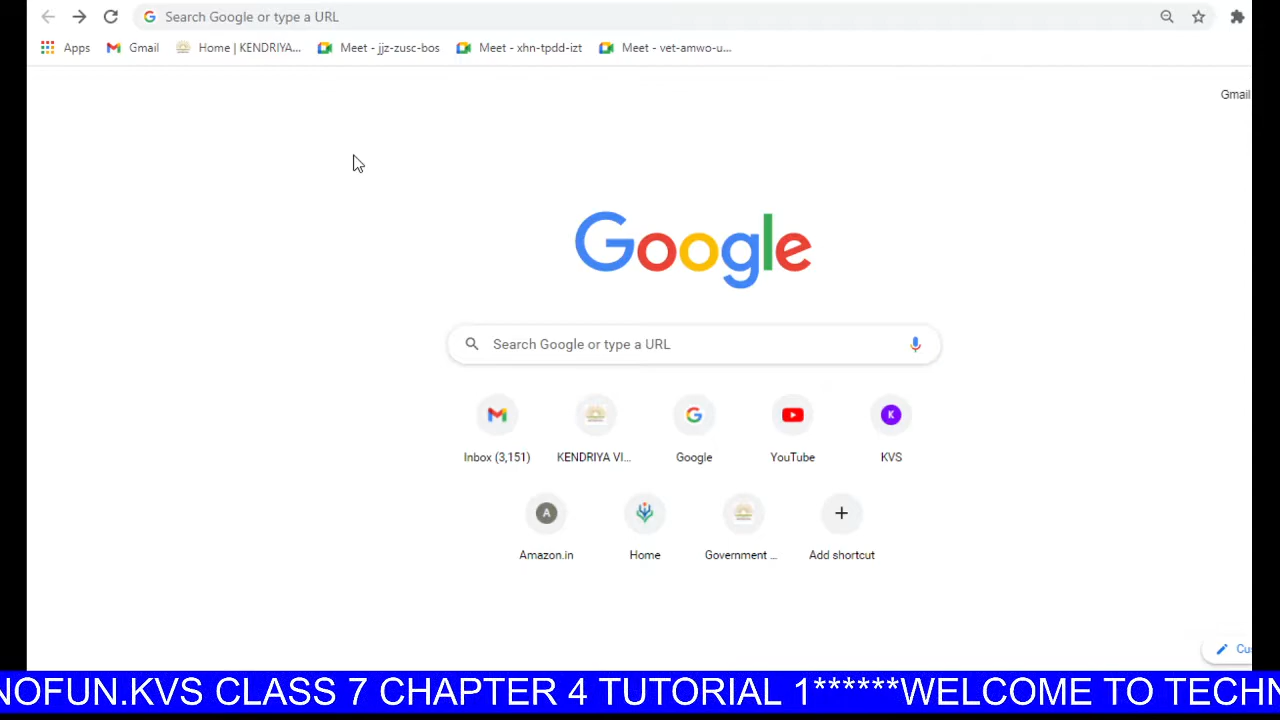 Search Google or type a URL
Apps Gmail Home | KENDRIYA... Meet - jjz-zusc-bos Meet - xhn-tpdd-izt Meet - vet-amwo-u...
Gmail
Google
Search Google or type a URL
Inbox (3,151) KENDRIYA VI... Google YouTube K KVS
A Amazon.in Home Government ... Add shortcut
Cu
NOFUN.KVS CLASS 7 CHAPTER 4 TUTORIAL 1******WELCOME TO TECHN